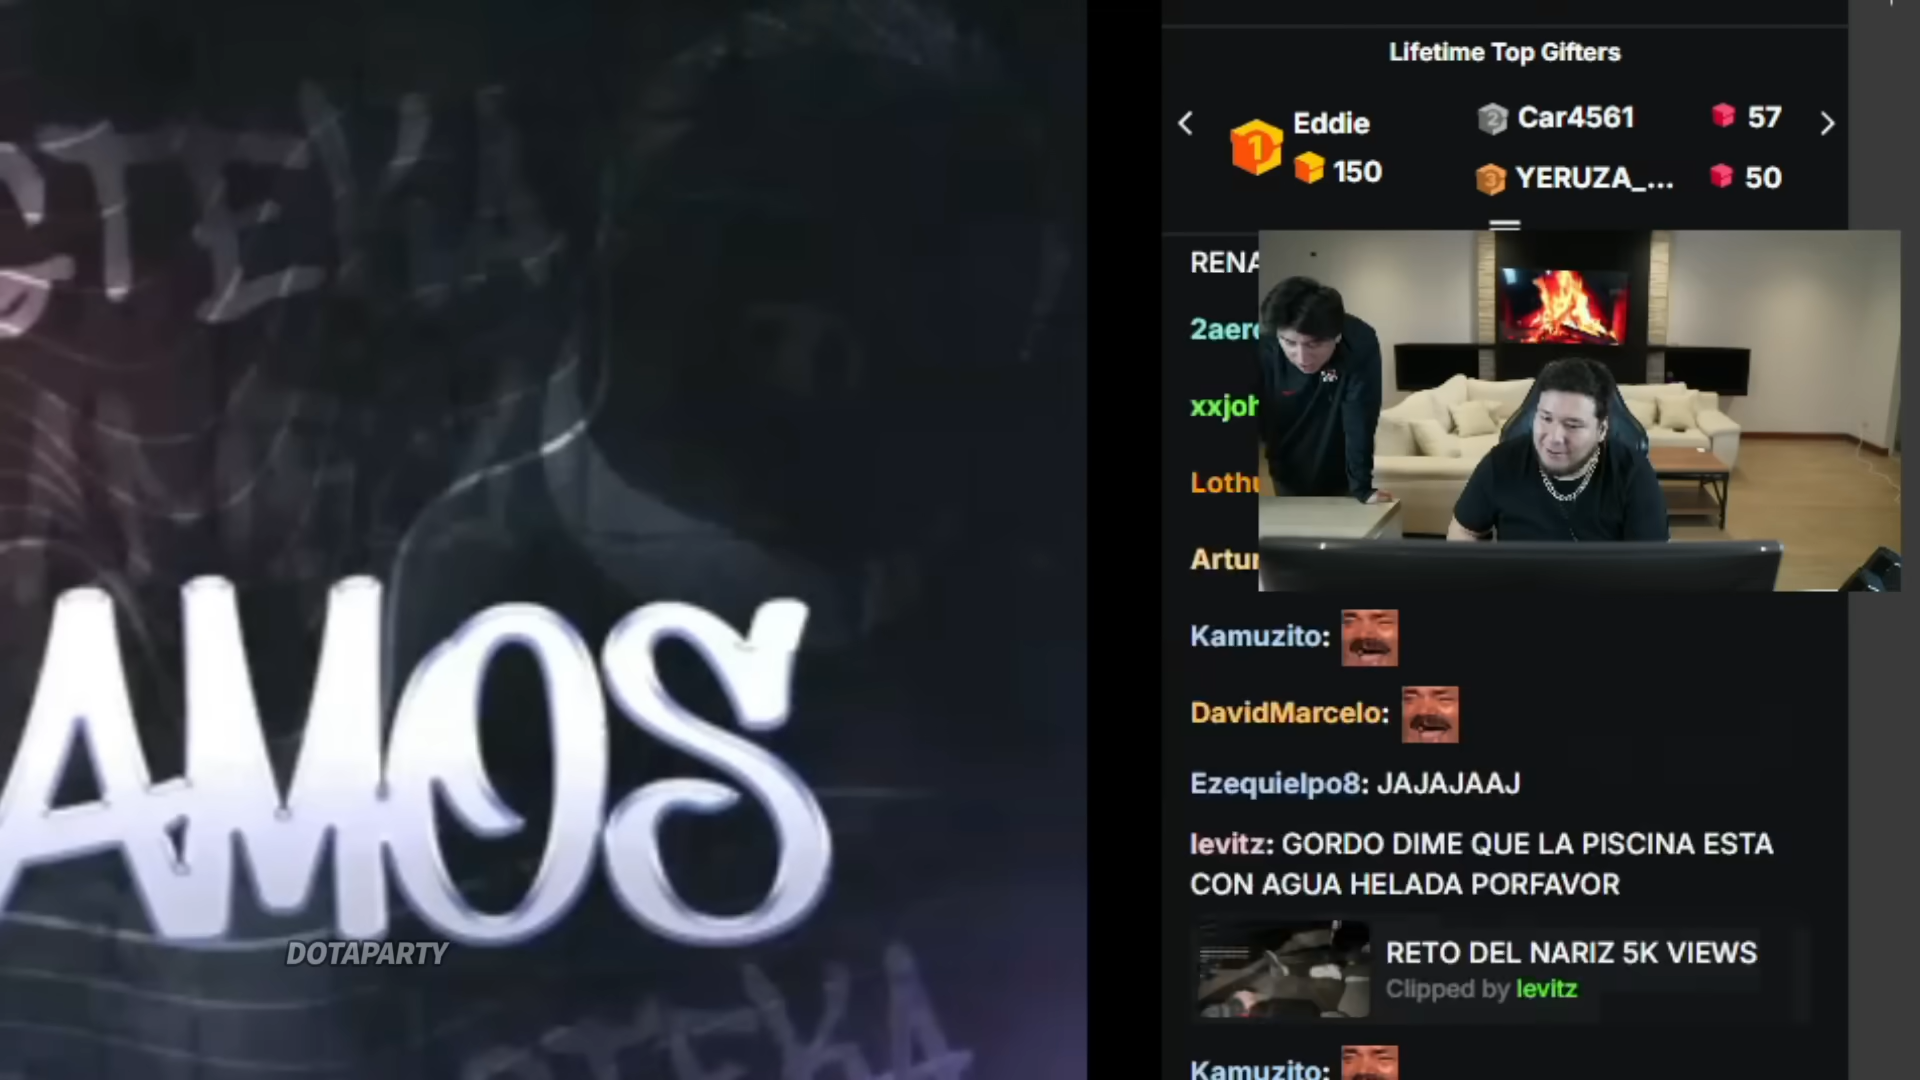 Lifetime Top Gifters
Eddie
150
Car4561
57
YERUZA_...
50
RENA
2aer
xxjoh
Loth
Artur
AMOS
DOTAPARTY
Kamuzito:
DavidMarcelo:
Ezequielpo8: JAJAJAAJ
levitz: GORDO DIME QUE LA PISCINA ESTA
CON AGUA HELADA PORFAVOR
RETO DEL NARIZ 5K VIEWS
Clipped by levitz
Kamuzito: